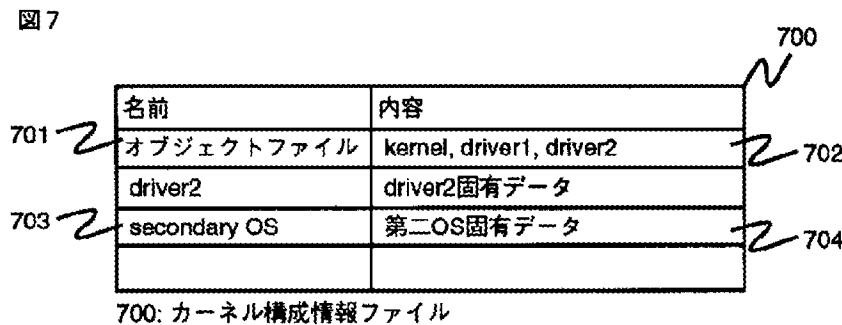 図7
700
名前 内容
701 オブジェクトファイル kernel, driver1, driver2 702
driver2 driver2固有データ
703 secondary OS 第二OS固有データ 704
700: カーネル構成情報ファイル